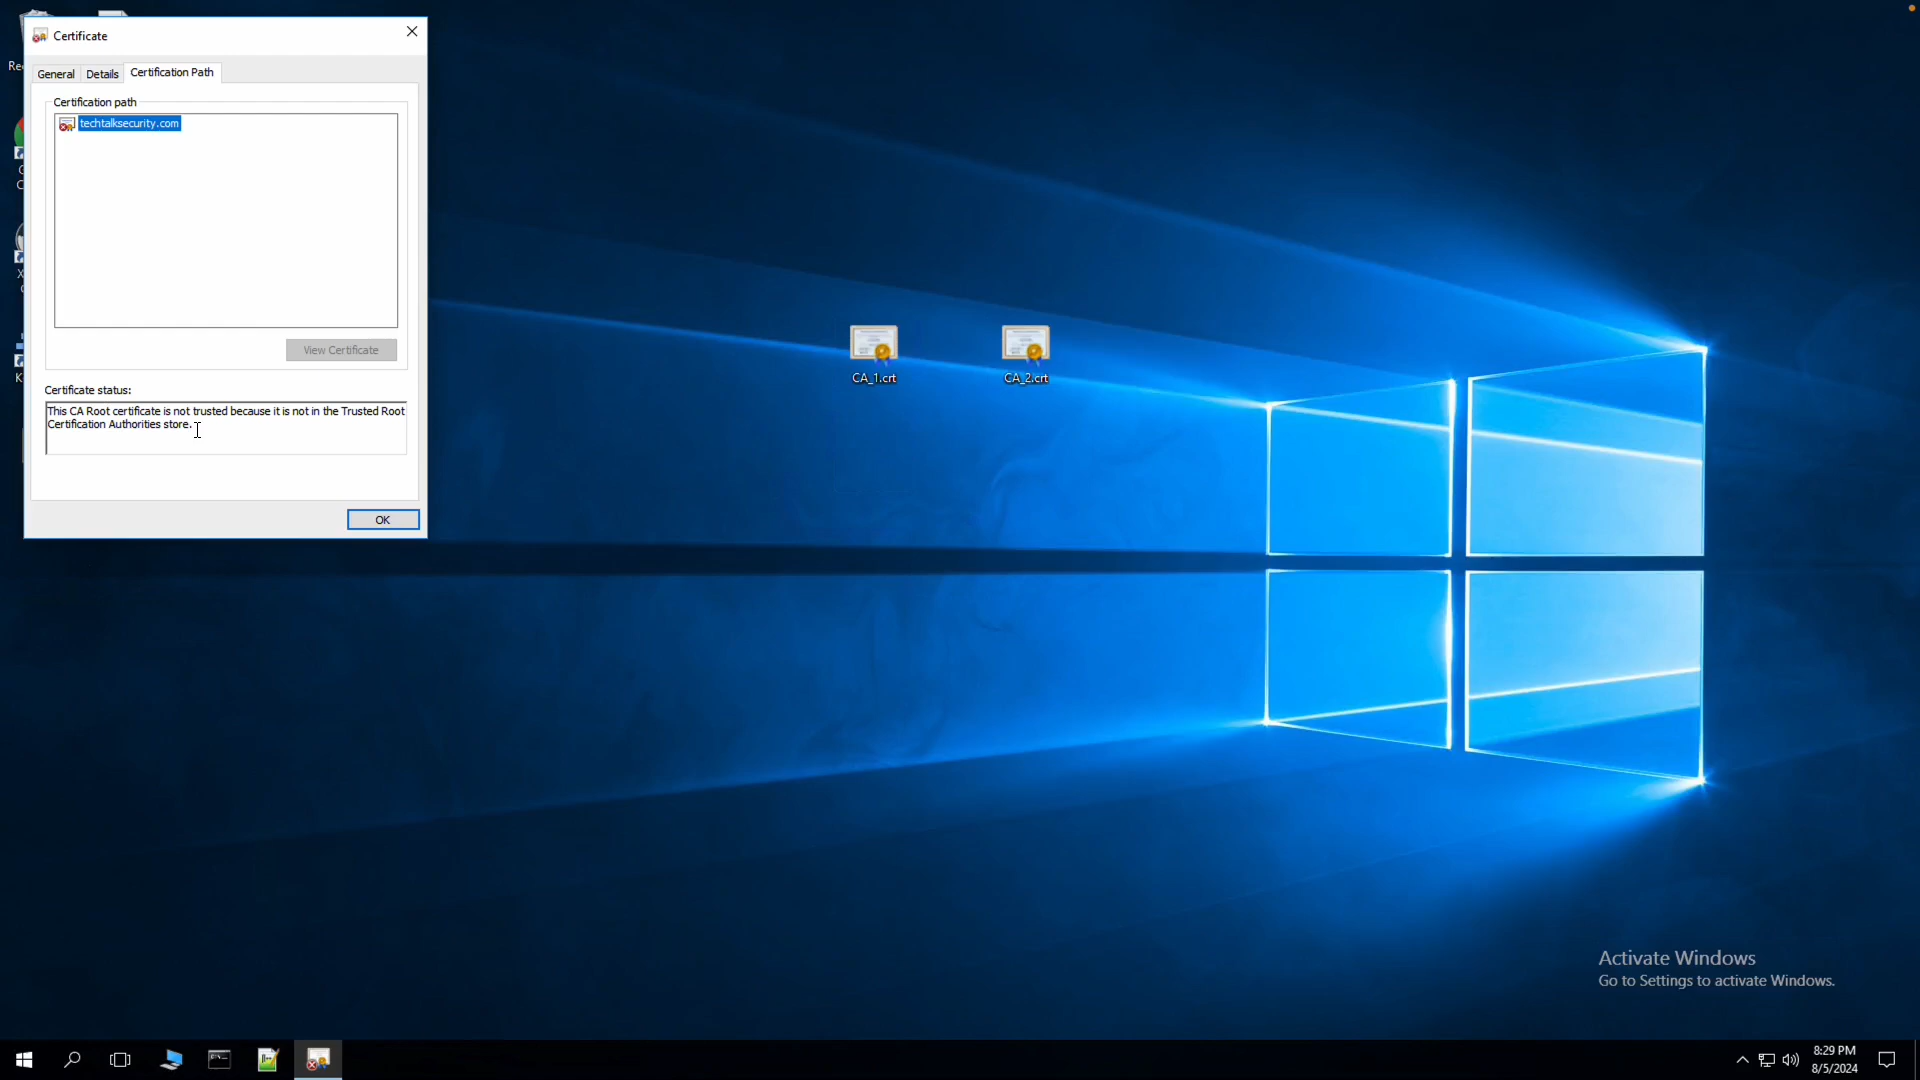 Rec
Certificate
General
Details
Certification Path
Certification path
techtalksecurity.com
View Certificate
Certificate status:
This CA Root certificate is not trusted because it is not in the Trusted Root
Certification Authorities store.
OK
CA_1.crt
CA_2.crt
Activate Windows
Go to Settings to activate Windows.
8:29 PM
8/5/2024